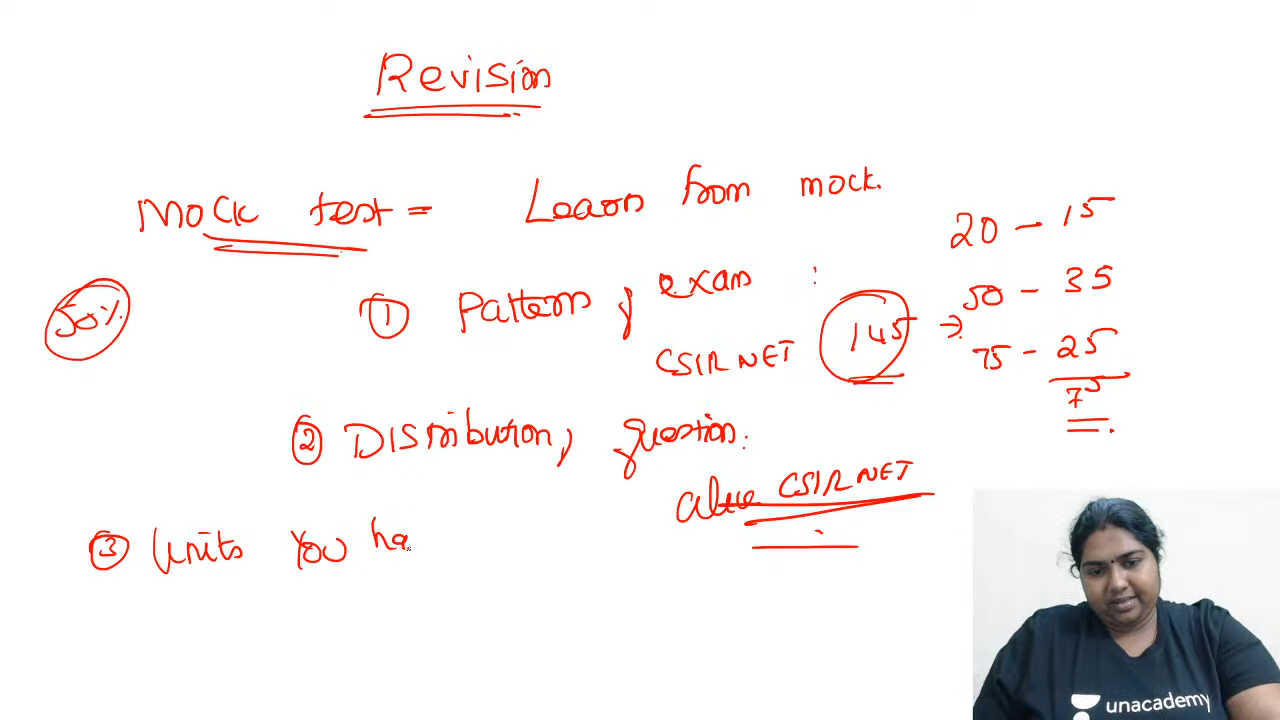 Revision
Mock test = Learn from mock.
20 - 15
50%
① Pattern of exam :
50 - 35
CSIR NET 145 →
75 - 25
75
② Distribution of question.
CSIR NET
③ Units You ha
unacademy